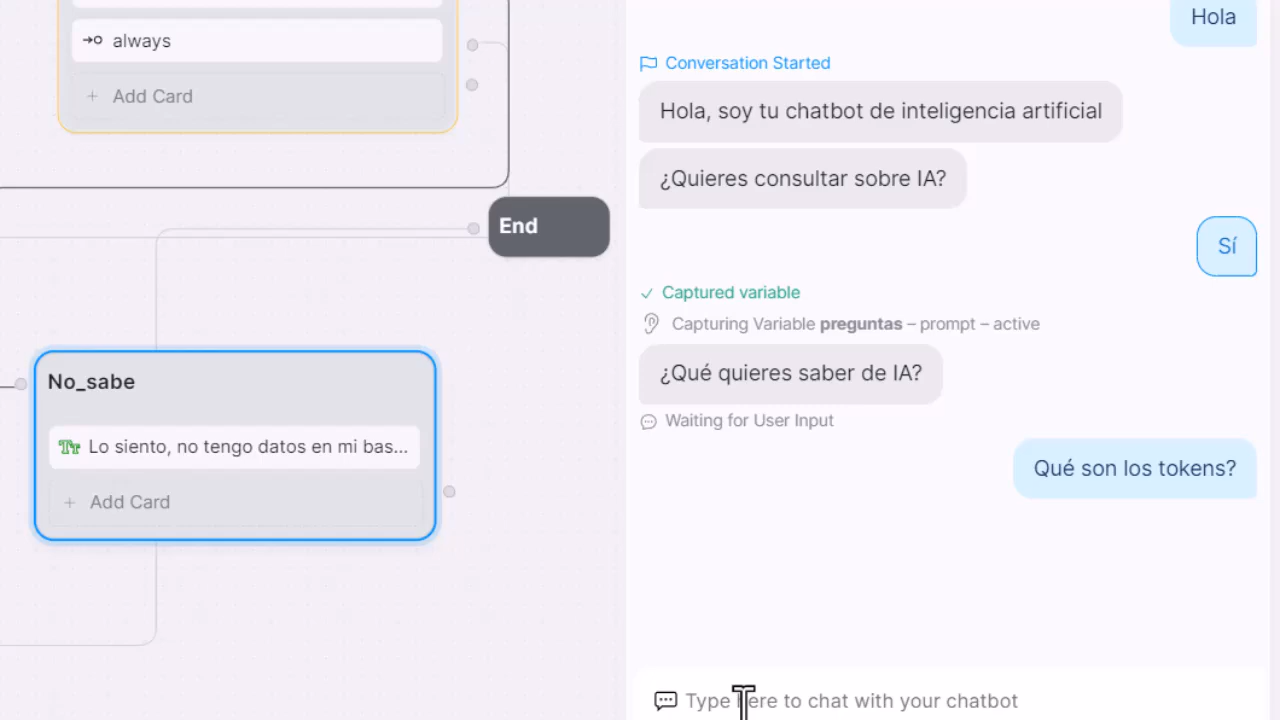 always
Add Card
End
No_sabe
Lo siento, no tengo datos en mi bas...
Add Card
Hola
Conversation Started
Hola, soy tu chatbot de inteligencia artificial
¿Quieres consultar sobre IA?
Sí
Captured variable
Capturing Variable preguntas – prompt – active
¿Qué quieres saber de IA?
Waiting for User Input
Qué son los tokens?
Type here to chat with your chatbot